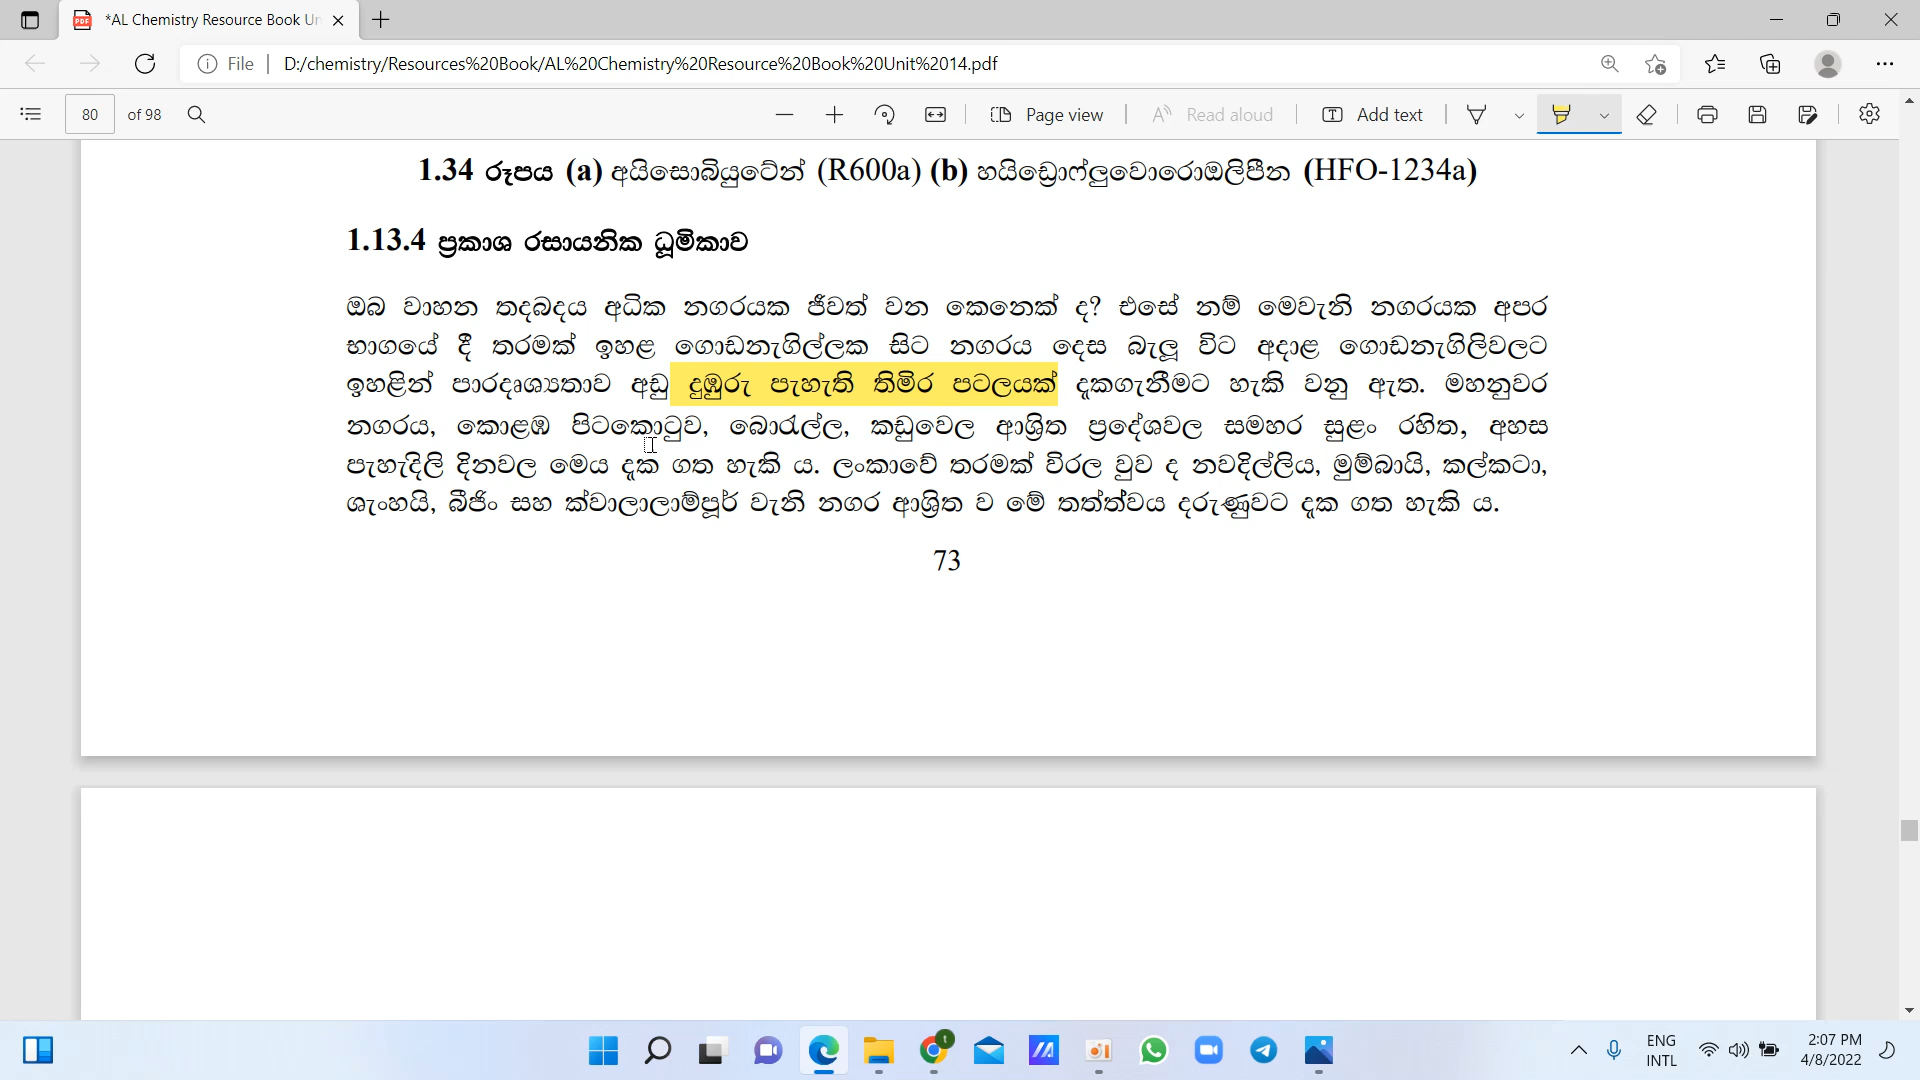 *AL Chemistry Resource Book Un
File
D:/chemistry/Resources%20Book/AL%20Chemistry%20Resource%20Book%20Unit%2014.pdf
80 of 98
Page view
Read aloud
Add text
1.34 රූපය (a) අයිසොබියුටේන් (R600a) (b) හයිඩ්‍රොෆ්ලුවොරොඔලිපීන (HFO-1234a)
1.13.4 ප්‍රකාශ රසායනික ධූමිකාව
ඔබ වාහන තදබදය අධික නගරයක ජීවත් වන කෙනෙක් ද? එසේ නම් මෙවැනි නගරයක අපර
භාගයේ දී තරමක් ඉහළ ගොඩනැගිල්ලක සිට නගරය දෙස බැලූ විට අදාළ ගොඩනැගිලිවලට
ඉහළින් පාරදෘශ්‍යතාව අඩු දුඹුරු පැහැති තිමිර පටලයක් දැකගැනීමට හැකි වනු ඇත. මහනුවර
නගරය, කොළඹ පිටකොටුව, බොරැල්ල, කඩුවෙල ආශ්‍රිත ප්‍රදේශවල සමහර සුළං රහිත, අහස
පැහැදිලි දිනවල මෙය දැක ගත හැකි ය. ලංකාවේ තරමක් විරල වුව ද නවදිල්ලිය, මුම්බායි, කල්කටා,
ශැංහයි, බීජිං සහ ක්වාලාලාම්පූර් වැනි නගර ආශ්‍රිත ව මේ තත්ත්වය දරුණුවට දැක ගත හැකි ය.
73
ENG
INTL
2:07 PM
4/8/2022